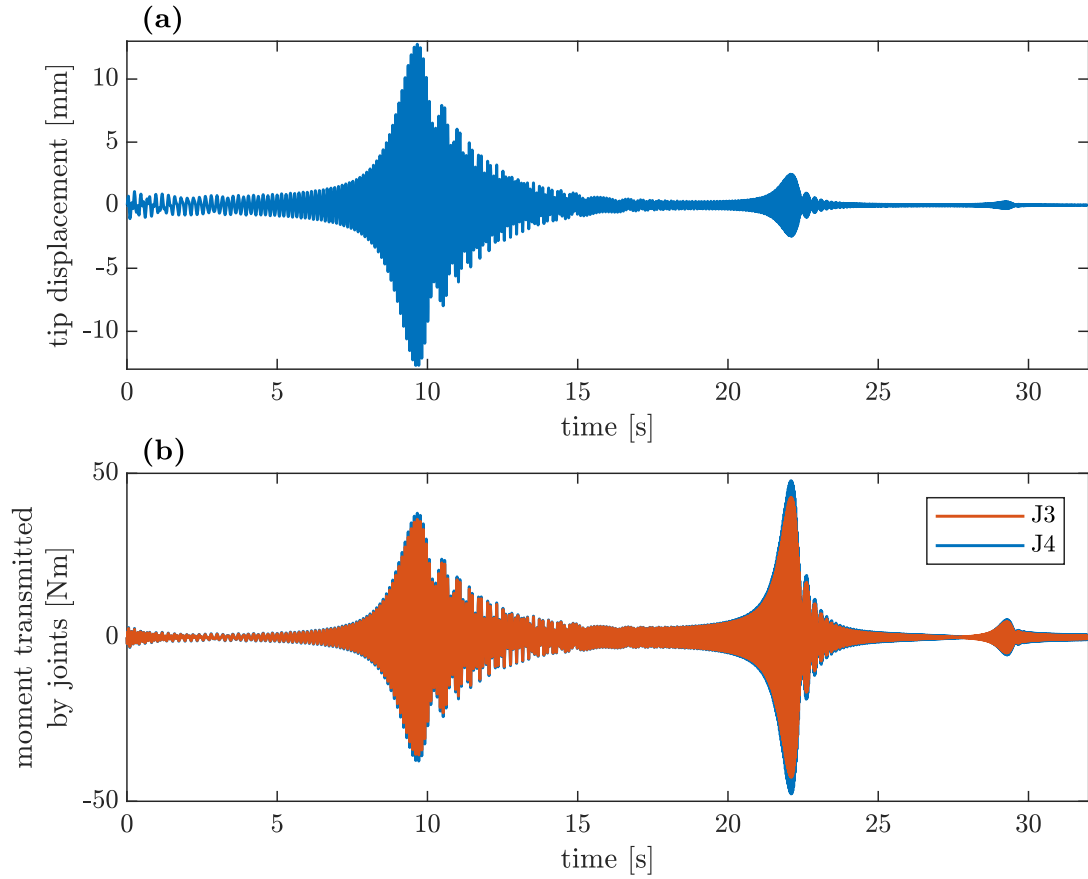 (a)
tip displacement [mm]
10
5
0
-5
-10
0 5 10 15 20 25 30
time [s]
(b)
moment transmitted
by joints [Nm]
50
0
-50
J3
J4
0 5 10 15 20 25 30
time [s]